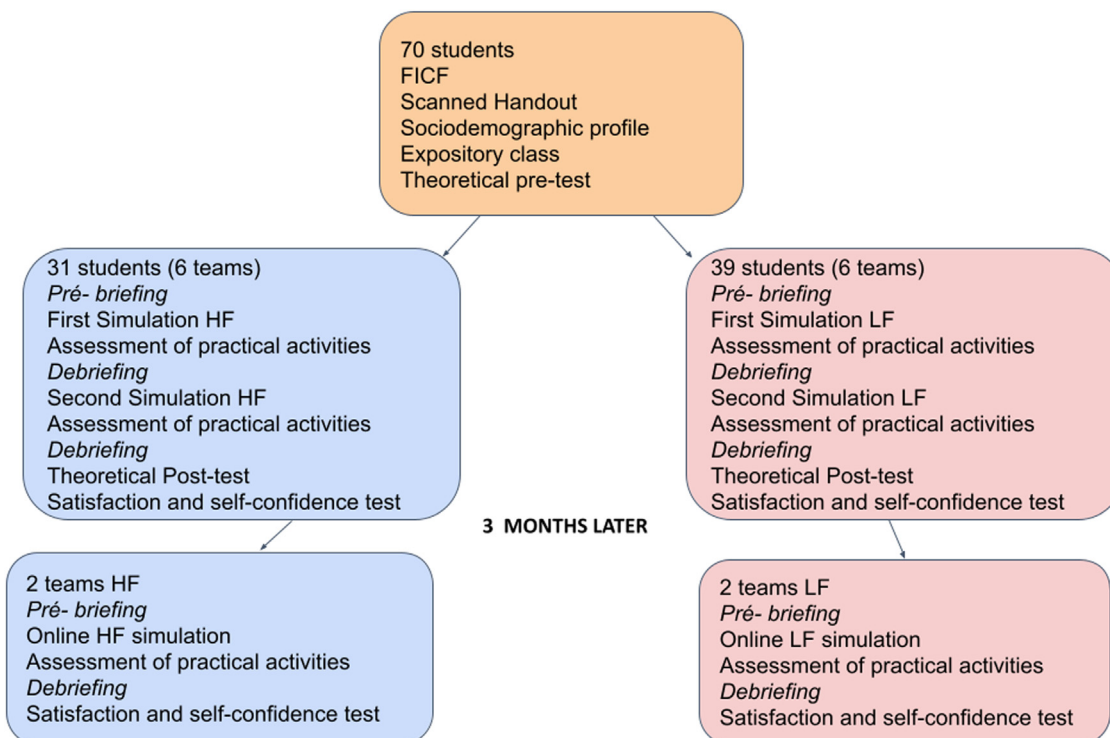 70 students
FICF
Scanned Handout
Sociodemographic profile
Expository class
Theoretical pre-test
31 students (6 teams)
Pré- briefing
First Simulation HF
Assessment of practical activities
Debriefing
Second Simulation HF
Assessment of practical activities
Debriefing
Theoretical Post-test
Satisfaction and self-confidence test
39 students (6 teams)
Pré- briefing
First Simulation LF
Assessment of practical activities
Debriefing
Second Simulation LF
Assessment of practical activities
Debriefing
Theoretical Post-test
Satisfaction and self-confidence test
3 MONTHS LATER
2 teams HF
Pré- briefing
Online HF simulation
Assessment of practical activities
Debriefing
Satisfaction and self-confidence test
2 teams LF
Pré- briefing
Online LF simulation
Assessment of practical activities
Debriefing
Satisfaction and self-confidence test